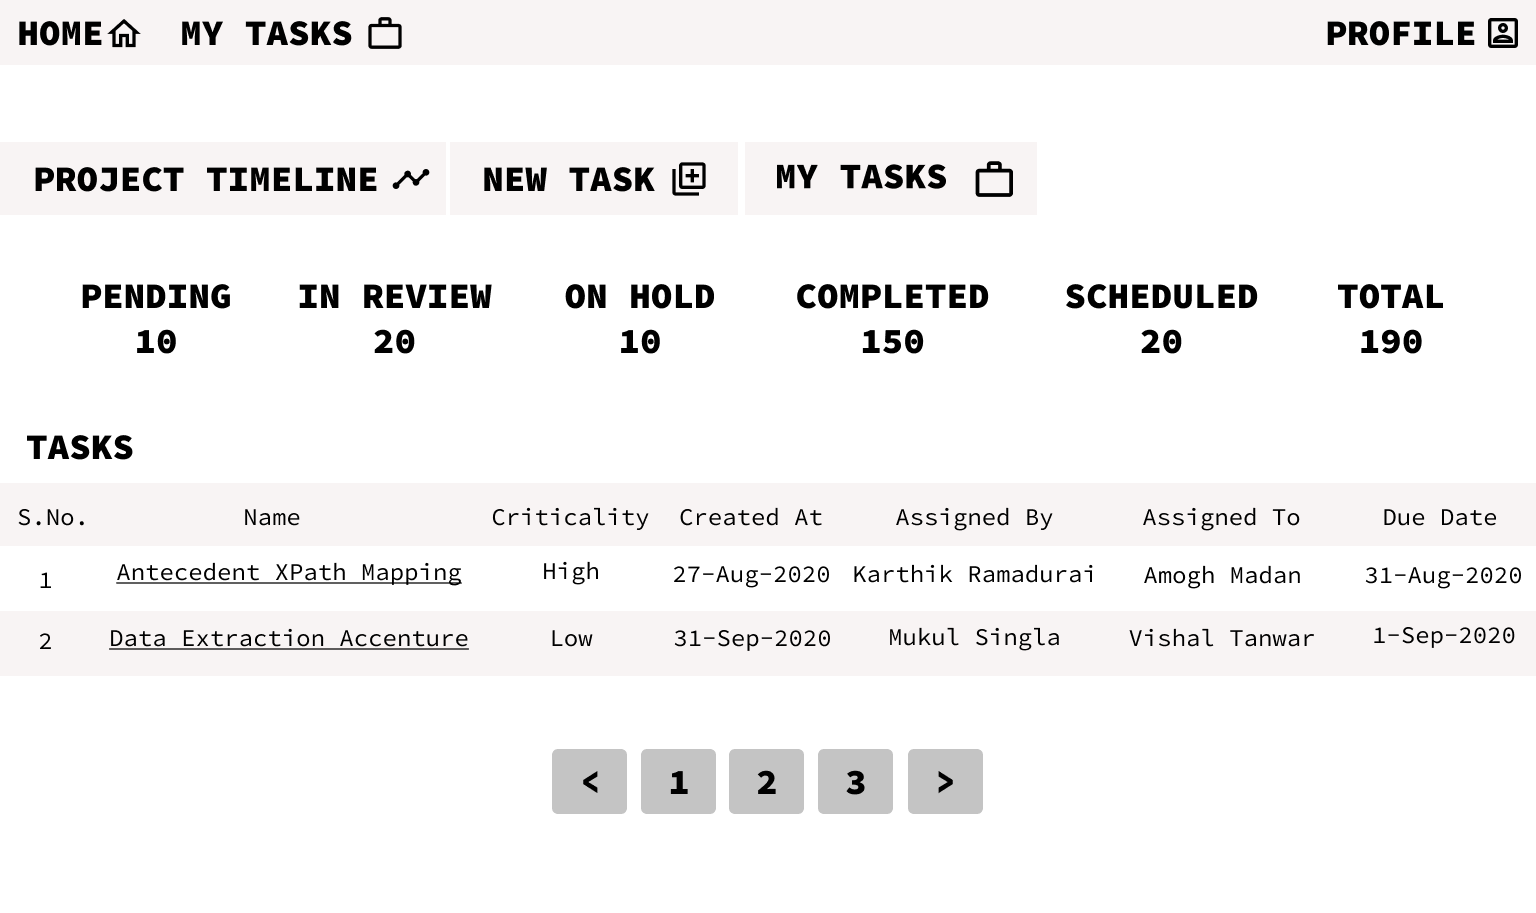 HOME MY TASKS PROFILE
PROJECT TIMELINE NEW TASK MY TASKS
PENDING IN REVIEW ON HOLD COMPLETED SCHEDULED TOTAL
10 20 10 150 20 190
TASKS
S.No. Name Criticality Created At Assigned By Assigned To Due Date
1 Antecedent XPath Mapping High 27-Aug-2020 Karthik Ramadurai Amogh Madan 31-Aug-2020
2 Data Extraction Accenture Low 31-Sep-2020 Mukul Singla Vishal Tanwar 1-Sep-2020
< 1 2 3 >